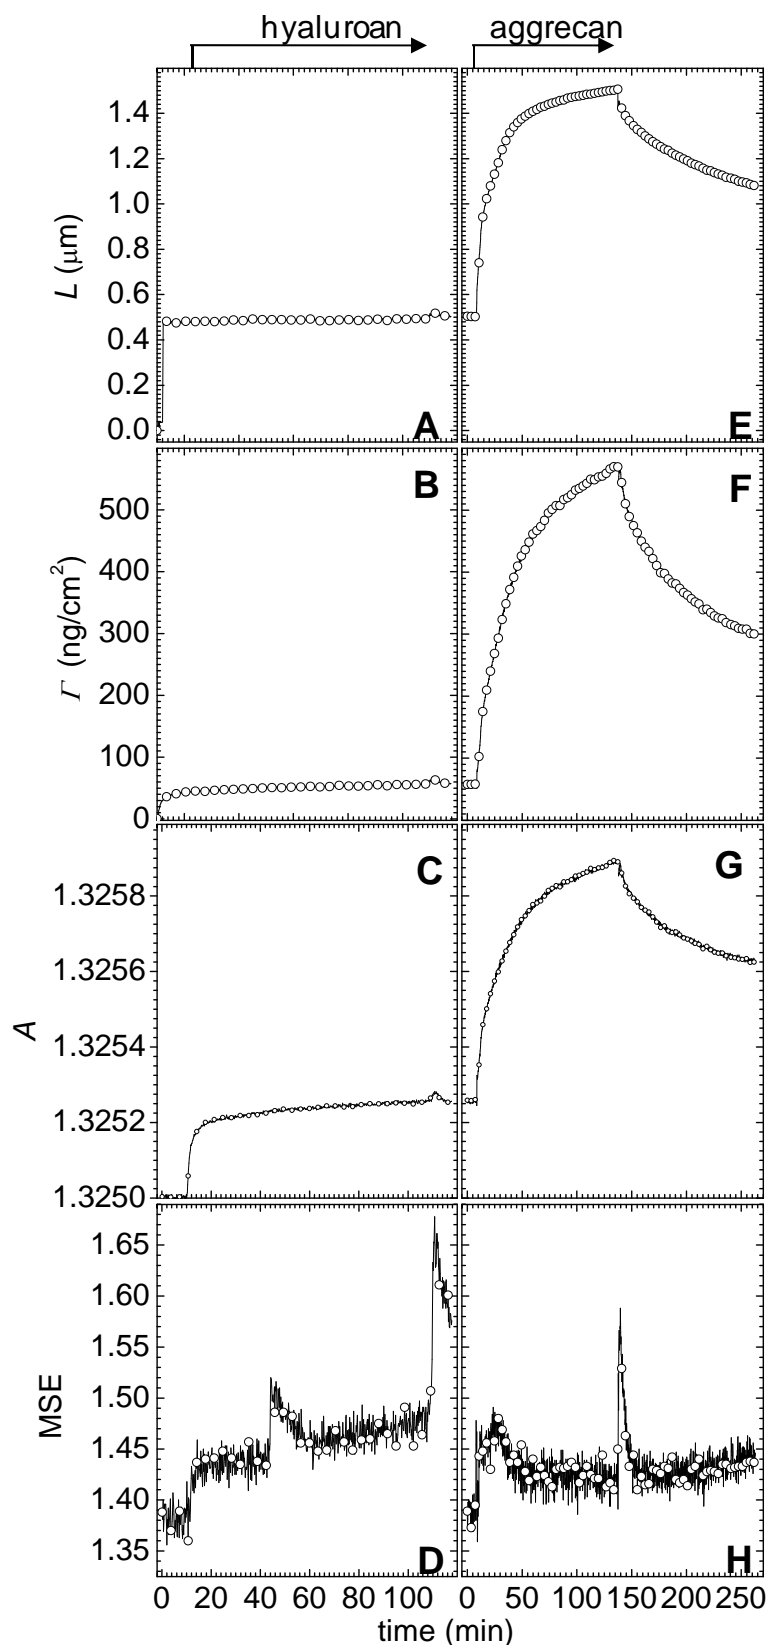 hyaluroan aggrecan
1.4
1.2
1.0
0.8
0.6
0.4
0.2
0.0
L (μm)
A E
500
400
300
200
100
0
Γ (ng/cm²)
B F
1.3258
1.3256
1.3254
1.3252
1.3250
A
C G
1.65
1.60
1.55
1.50
1.45
1.40
1.35
MSE
D H
0 20 40 60 80 100 0 50 100 150 200 250
time (min)